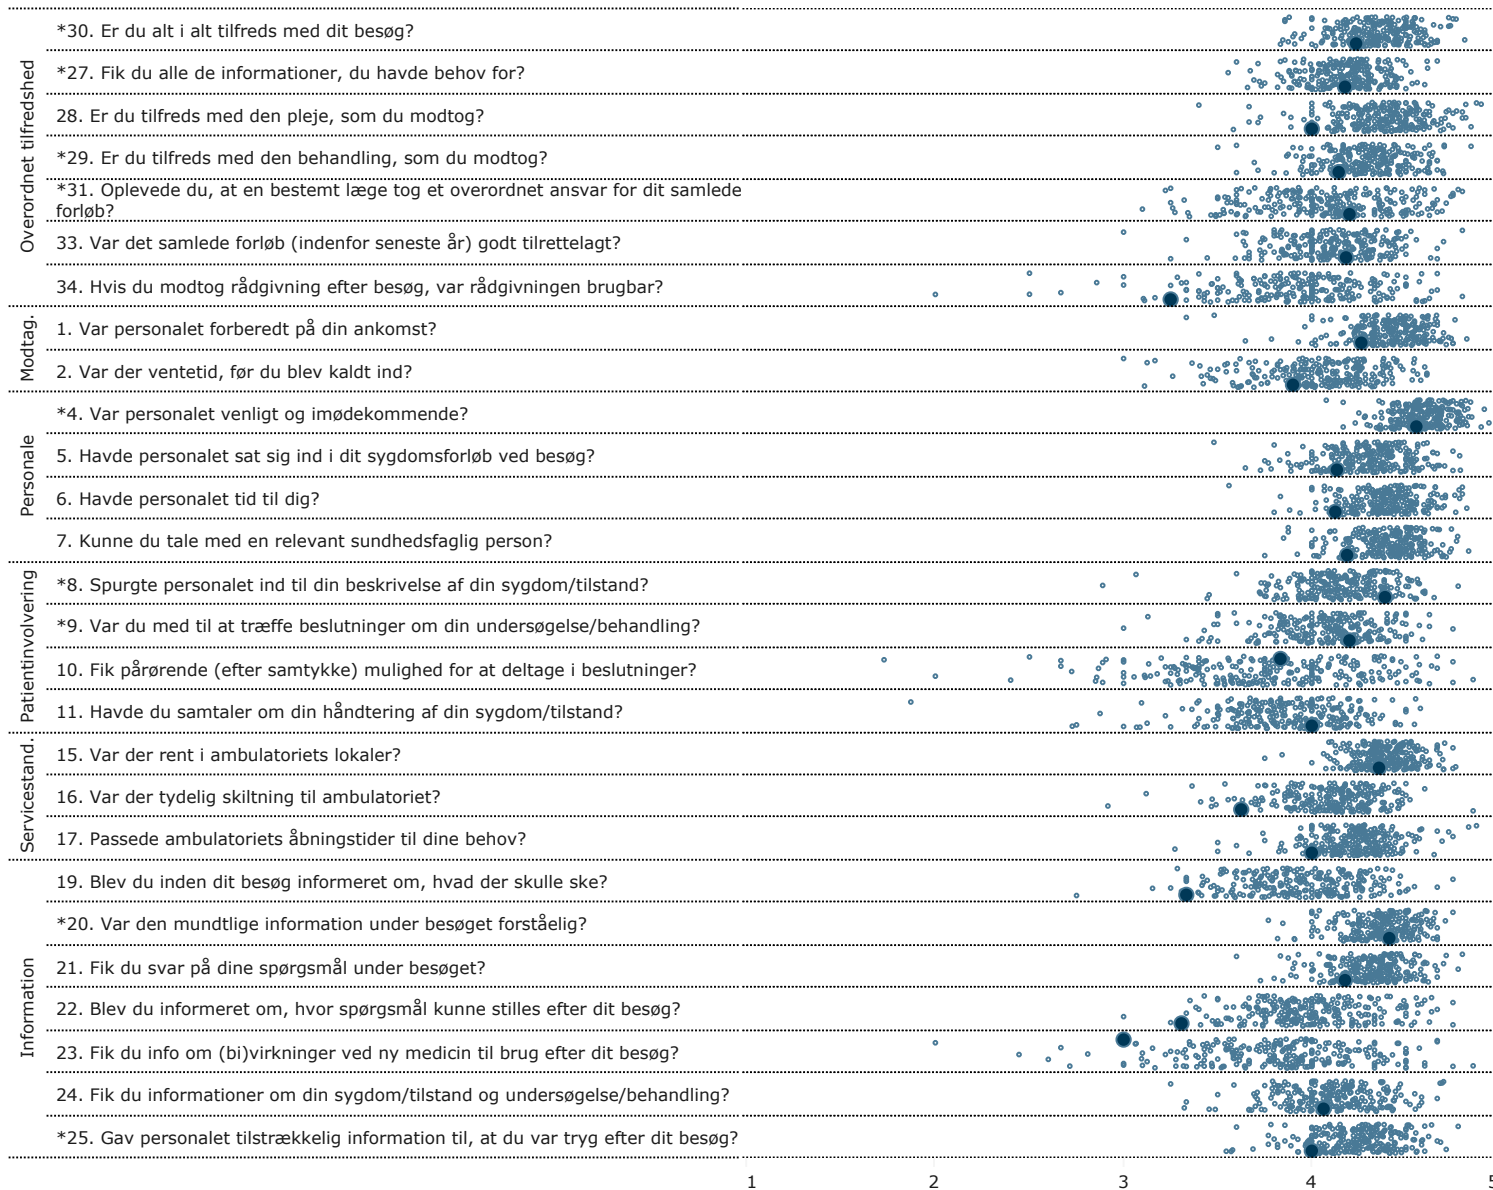 Overordnet tilfredshed
*30. Er du alt i alt tilfreds med dit besøg?
*27. Fik du alle de informationer, du havde behov for?
28. Er du tilfreds med den pleje, som du modtog?
*29. Er du tilfreds med den behandling, som du modtog?
*31. Oplevede du, at en bestemt læge tog et overordnet ansvar for dit samlede
forløb?
33. Var det samlede forløb (indenfor seneste år) godt tilrettelagt?
34. Hvis du modtog rådgivning efter besøg, var rådgivningen brugbar?
Modtag.
1. Var personalet forberedt på din ankomst?
2. Var der ventetid, før du blev kaldt ind?
Personale
*4. Var personalet venligt og imødekommende?
5. Havde personalet sat sig ind i dit sygdomsforløb ved besøg?
6. Havde personalet tid til dig?
7. Kunne du tale med en relevant sundhedsfaglig person?
Patientinvolvering
*8. Spurgte personalet ind til din beskrivelse af din sygdom/tilstand?
*9. Var du med til at træffe beslutninger om din undersøgelse/behandling?
10. Fik pårørende (efter samtykke) mulighed for at deltage i beslutninger?
11. Havde du samtaler om din håndtering af din sygdom/tilstand?
Servicestand.
15. Var der rent i ambulatoriets lokaler?
16. Var der tydelig skiltning til ambulatoriet?
17. Passede ambulatoriets åbningstider til dine behov?
Information
19. Blev du inden dit besøg informeret om, hvad der skulle ske?
*20. Var den mundtlige information under besøget forståelig?
21. Fik du svar på dine spørgsmål under besøget?
22. Blev du informeret om, hvor spørgsmål kunne stilles efter dit besøg?
23. Fik du info om (bi)virkninger ved ny medicin til brug efter dit besøg?
24. Fik du informationer om din sygdom/tilstand og undersøgelse/behandling?
*25. Gav personalet tilstrækkelig information til, at du var tryg efter dit besøg?
1 2 3 4 5